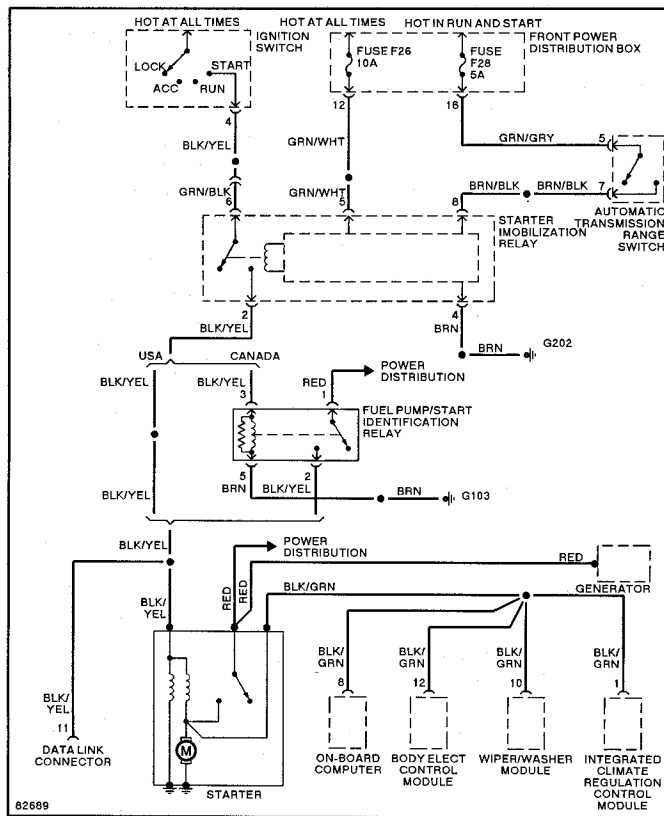 HOT AT ALL TIMES
HOT AT ALL TIMES
HOT IN RUN AND START
IGNITION
SWITCH
LOCK
START
ACC
RUN
FUSE F26
10A
FUSE
F28
5A
FRONT POWER
DISTRIBUTION BOX
4
12
16
BLK/YEL
GRN/WHT
GRN/GRY
5
GRN/BLK
GRN/WHT
BRN/BLK
BRN/BLK
7
6
5
8
AUTOMATIC
TRANSMISSION
RANGE
SWITCH
STARTER
IMOBILIZATION
RELAY
2
4
BLK/YEL
BRN
BRN
G202
USA
CANADA
POWER
DISTRIBUTION
BLK/YEL
BLK/YEL
RED
3
1
FUEL PUMP/START
IDENTIFICATION
RELAY
5
2
BLK/YEL
BRN
BLK/YEL
BRN
G103
BLK/YEL
POWER
DISTRIBUTION
RED
GENERATOR
BLK/
YEL
RED
RED
BLK/GRN
BLK/
GRN
BLK/
GRN
BLK/
GRN
BLK/
GRN
8
12
10
1
BLK/
YEL
11
DATA LINK
CONNECTOR
M
STARTER
ON-BOARD
COMPUTER
BODY ELECT
CONTROL
MODULE
WIPER/WASHER
MODULE
INTEGRATED
CLIMATE
REGULATION
CONTROL
MODULE
82689